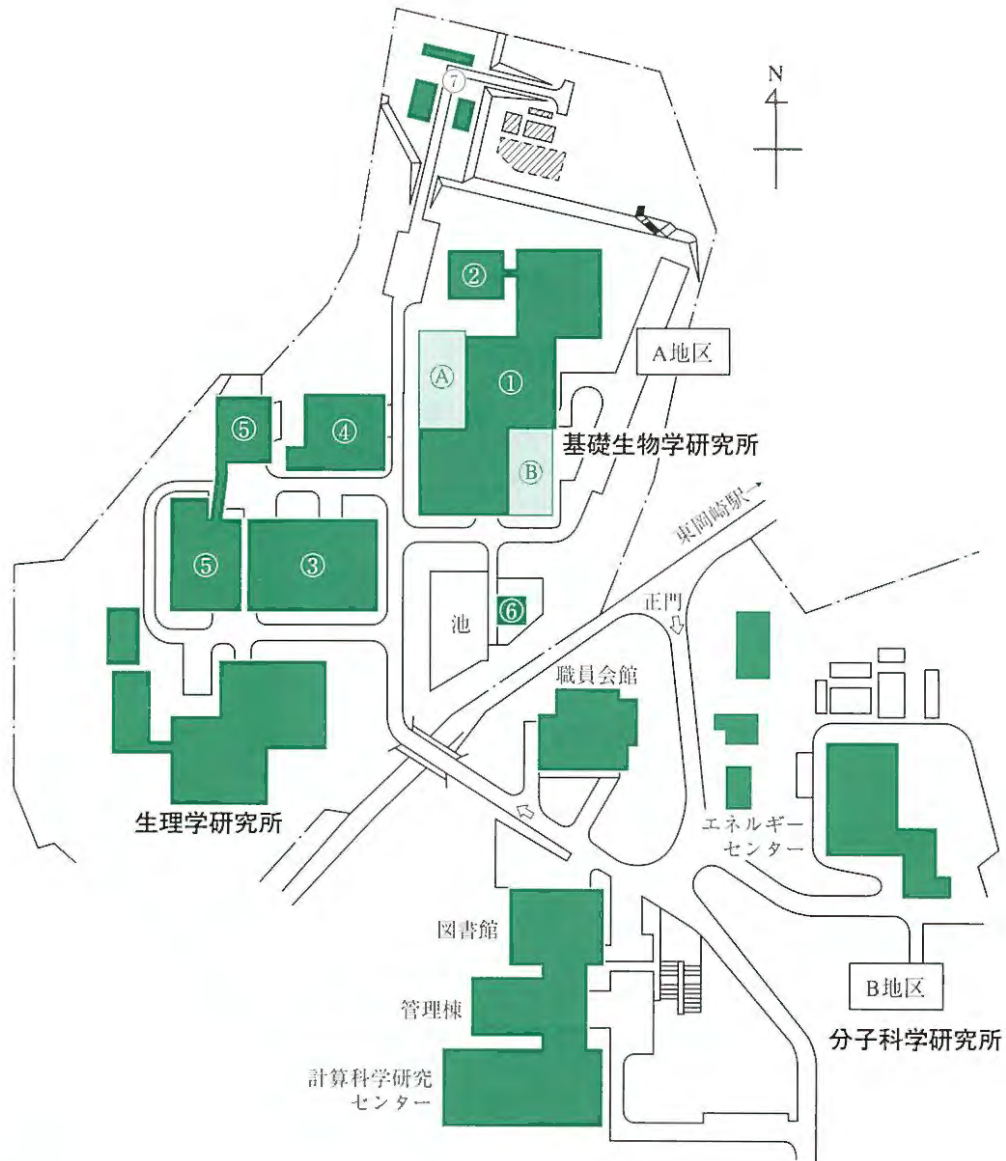 ⑦
N
②
A地区
Ⓐ
①
⑤
④
基礎生物学研究所
Ⓑ
東岡崎駅→
⑤
③
正門
池
⑥
職員会館
生理学研究所
エネルギー
センター
図書館
B地区
管理棟
分子科学研究所
計算科学研究
センター